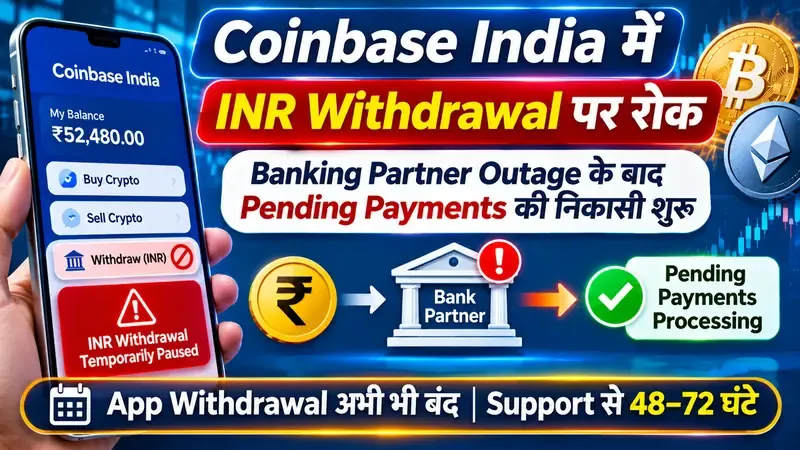 Coinbase India में
INR Withdrawal पर रोक
Banking Partner Outage के बाद
Pending Payments की निकासी शुरू
Coinbase India
My Balance
₹52,480.00
Buy Crypto
Sell Crypto
Withdraw (INR)
INR Withdrawal
Temporarily Paused
₹
Bank
Partner
Pending
Payments
Processing
App Withdrawal अभी भी बंद | Support से 48–72 घंटे